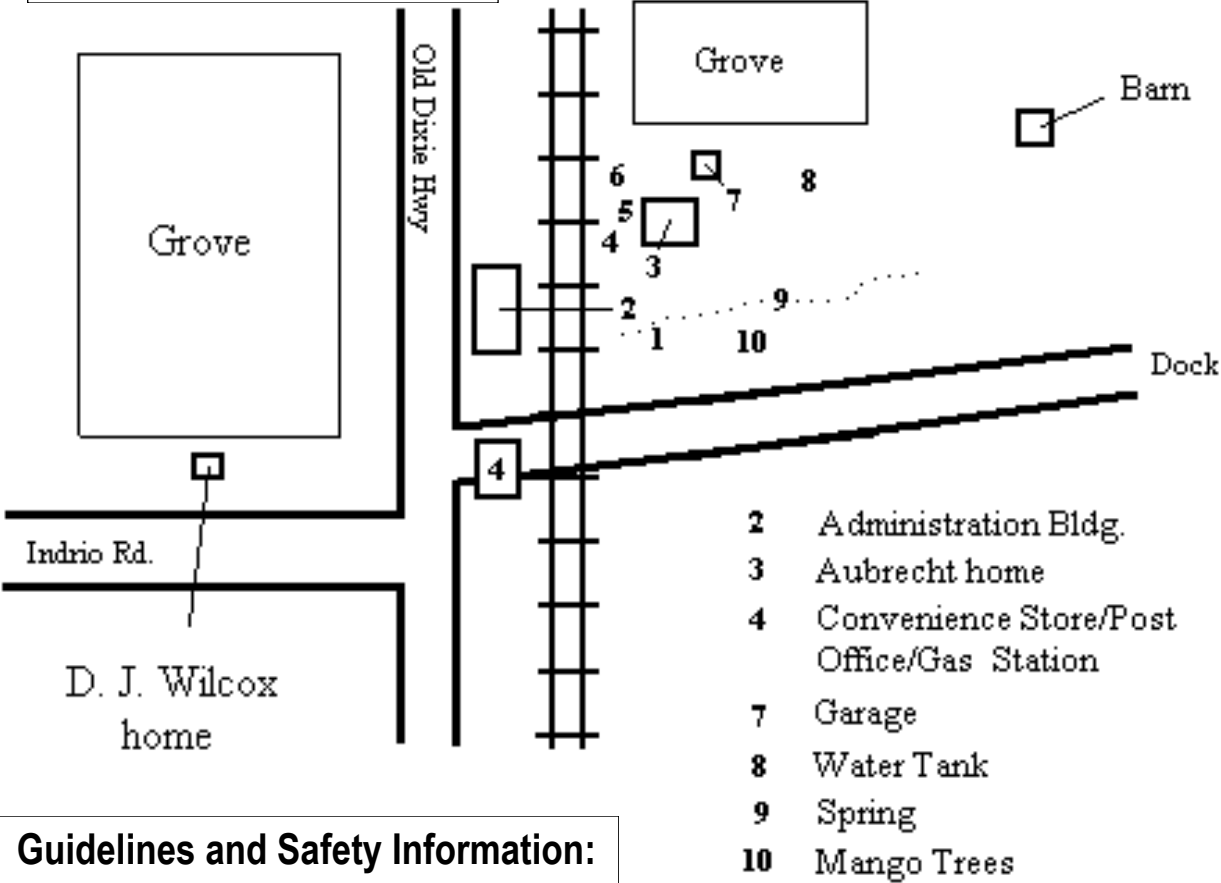 Grove
Barn
Old Dixie Hwy
6
8
7
5
Grove
4
3
9
2
1
10
Dock
4
2 Administration Bldg.
Indrio Rd.
3 Aubrecht home
4 Convenience Store/Post
Office/Gas Station
D. J. Wilcox
home
7 Garage
8 Water Tank
9 Spring
10 Mango Trees
Guidelines and Safety Information: